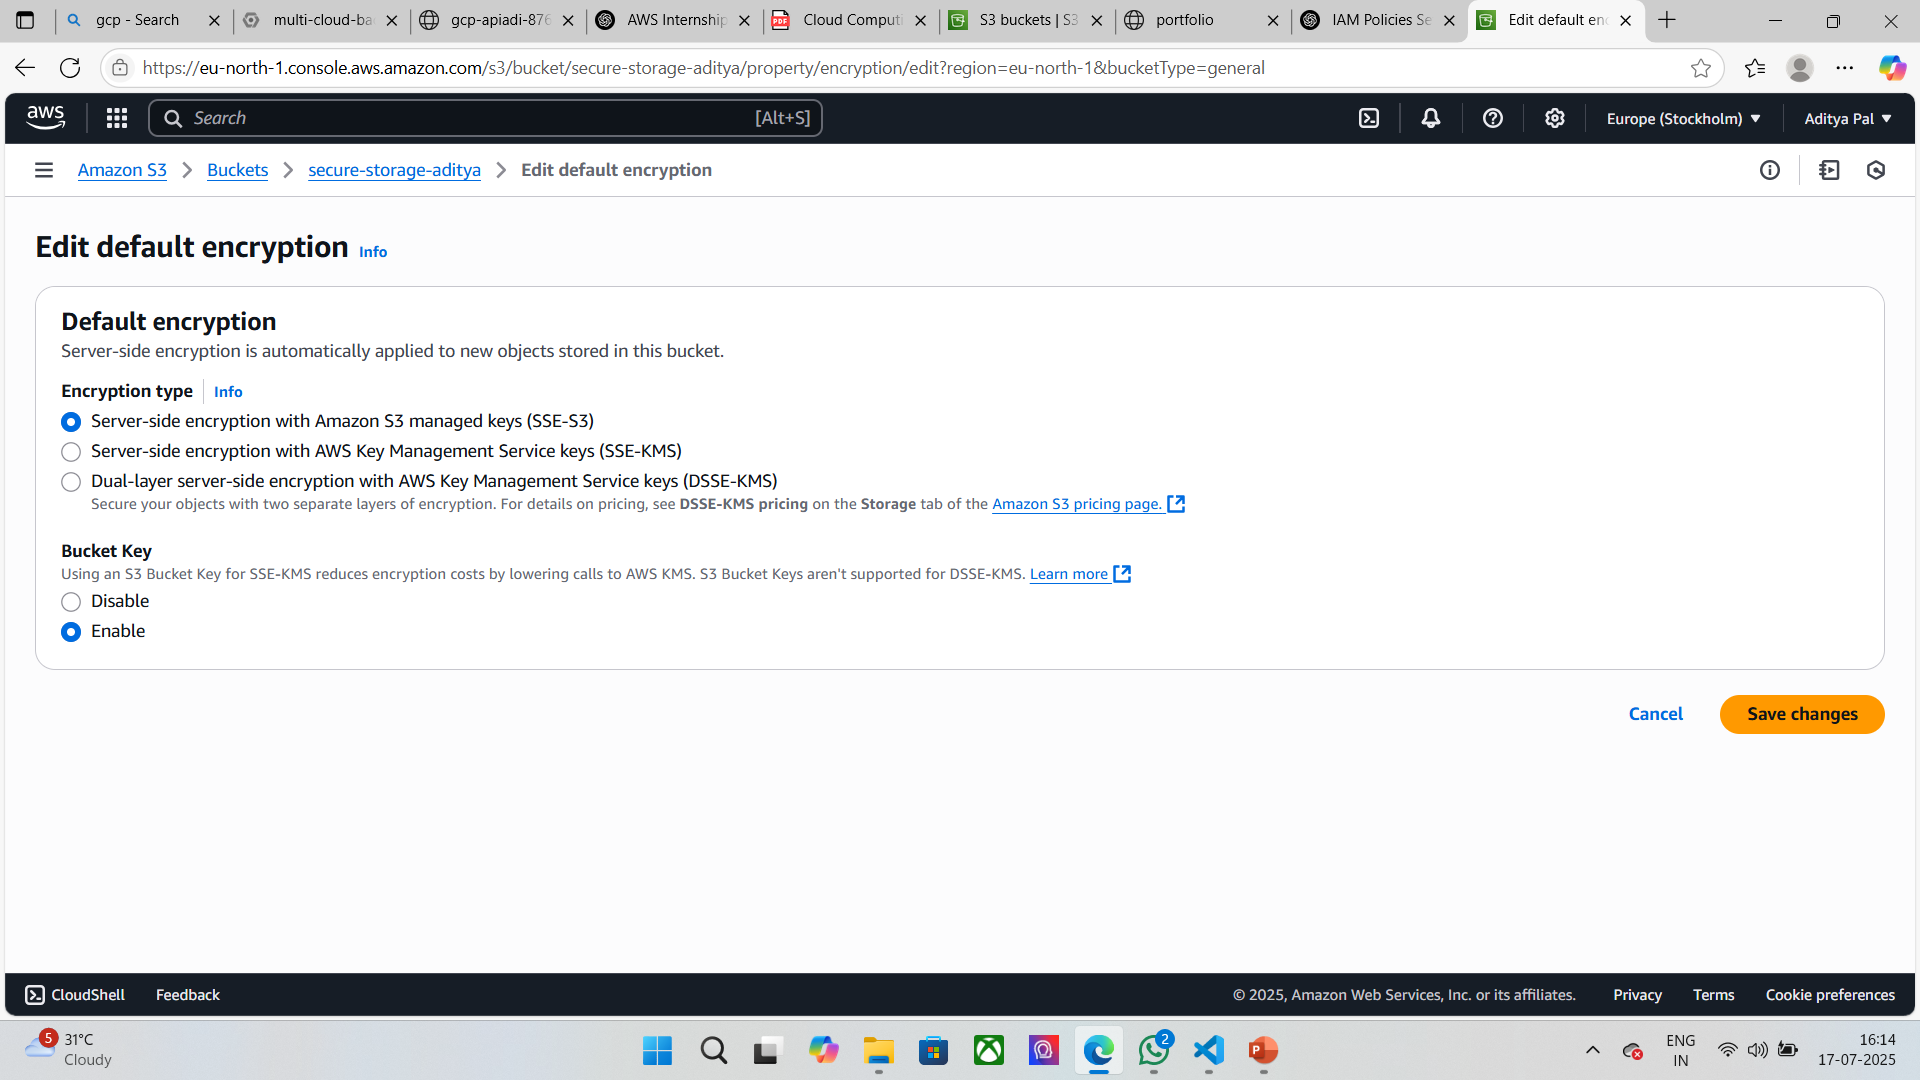 gcp - Search
multi-cloud-ba
gcp-apiadi-876
AWS Internship
Cloud Computi
S3 buckets | S3
portfolio
IAM Policies Se
Edit default en
https://eu-north-1.console.aws.amazon.com/s3/bucket/secure-storage-aditya/property/encryption/edit?region=eu-north-1&bucketType=general
aws
Search
[Alt+S]
Europe (Stockholm)
Aditya Pal
Amazon S3
Buckets
secure-storage-aditya
Edit default encryption
Edit default encryption Info
Default encryption
Server-side encryption is automatically applied to new objects stored in this bucket.
Encryption type Info
Server-side encryption with Amazon S3 managed keys (SSE-S3)
Server-side encryption with AWS Key Management Service keys (SSE-KMS)
Dual-layer server-side encryption with AWS Key Management Service keys (DSSE-KMS)
Secure your objects with two separate layers of encryption. For details on pricing, see DSSE-KMS pricing on the Storage tab of the Amazon S3 pricing page.
Bucket Key
Using an S3 Bucket Key for SSE-KMS reduces encryption costs by lowering calls to AWS KMS. S3 Bucket Keys aren't supported for DSSE-KMS. Learn more
Disable
Enable
Cancel
Save changes
CloudShell
Feedback
© 2025, Amazon Web Services, Inc. or its affiliates.
Privacy
Terms
Cookie preferences
5
31°C
Cloudy
2
ENG
IN
16:14
17-07-2025